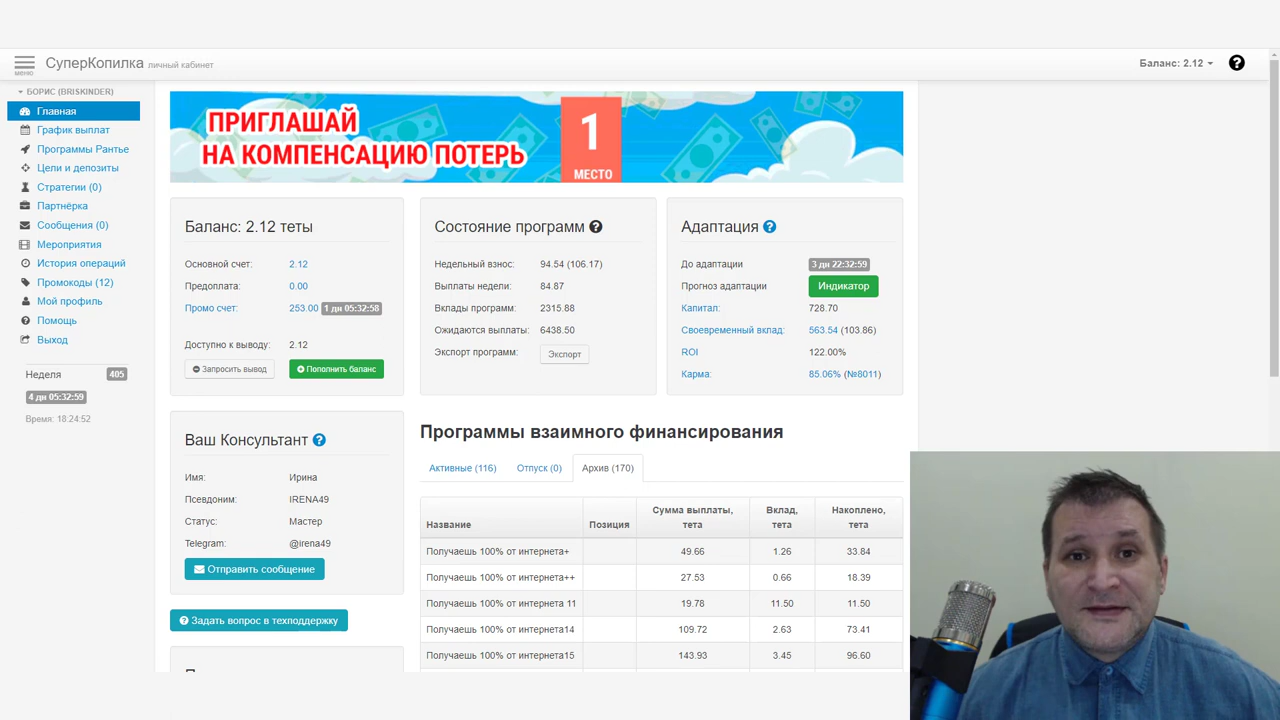 СуперКопилка личный кабинет
меню
Баланс: 2.12
БОРИС (BRISKINDER)
Главная
График выплат
Программы Рантье
Цели и депозиты
Стратегии (0)
Партнёрка
Сообщения (0)
Мероприятия
История операций
Промокоды (12)
Мой профиль
Помощь
Выход
Неделя 405
4 дн 05:32:59
Время: 18:24:52
ПРИГЛАШАЙ
НА КОМПЕНСАЦИЮ ПОТЕРЬ
1
МЕСТО
Баланс: 2.12 теты
Основной счет: 2.12
Предоплата: 0.00
Промо счет: 253.00 1 дн 05:32:58
Доступно к выводу: 2.12
Запросить вывод Пополнить баланс
Состояние программ
Недельный взнос: 94.54 (106.17)
Выплаты недели: 84.87
Вклады программ: 2315.88
Ожидаются выплаты: 6438.50
Экспорт программ: Экспорт
Адаптация
До адаптации 3 дн 22:32:59
Прогноз адаптации Индикатор
Капитал: 728.70
Своевременный вклад: 563.54 (103.86)
ROI 122.00%
Карма: 85.06% (№8011)
Ваш Консультант
Имя: Ирина
Псевдоним: IRENA49
Статус: Мастер
Telegram: @irena49
Отправить сообщение
Задать вопрос в техподдержку
Программы взаимного финансирования
Активные (116) Отпуск (0) Архив (170)
Название Позиция Сумма выплаты, тета Вклад, тета Накоплено, тета
Получаешь 100% от интернета+ 49.66 1.26 33.84
Получаешь 100% от интернета++ 27.53 0.66 18.39
Получаешь 100% от интернета 11 19.78 11.50 11.50
Получаешь 100% от интернета14 109.72 2.63 73.41
Получаешь 100% от интернета15 143.93 3.45 96.60